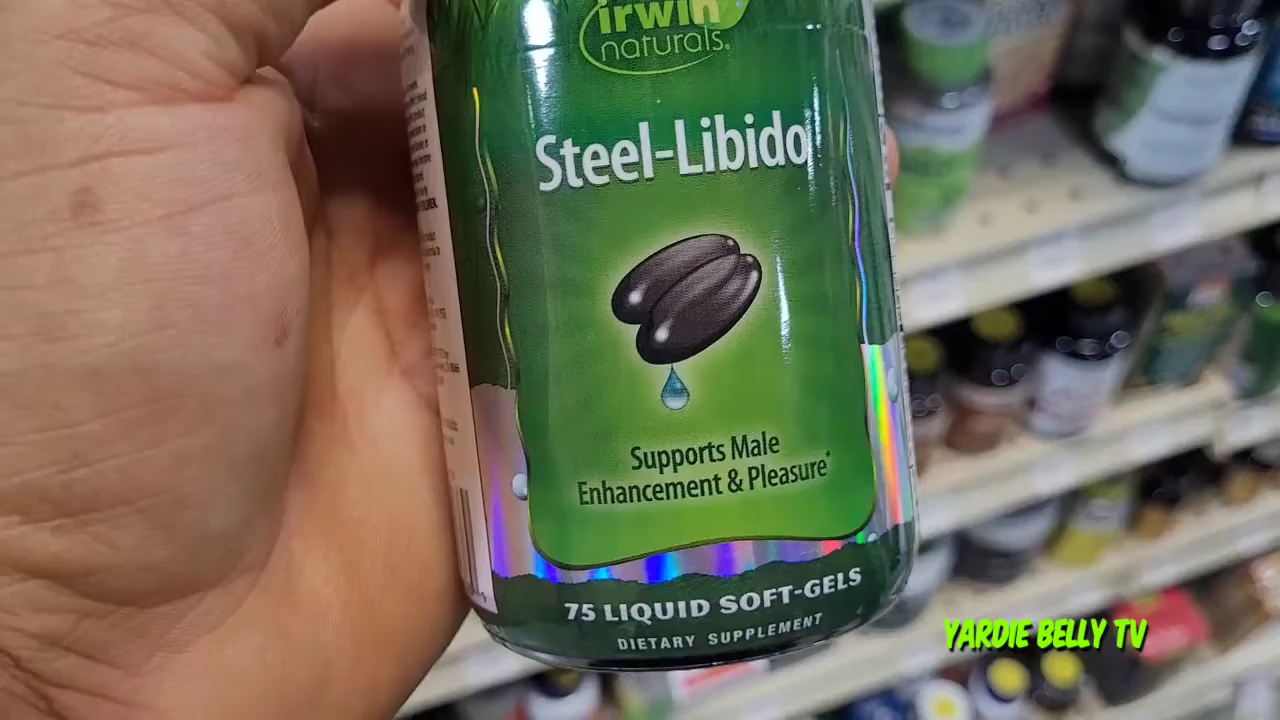 irwin
naturals®
Steel-Libido
Supports Male
Enhancement & Pleasure*
75 LIQUID SOFT-GELS
DIETARY SUPPLEMENT
YARDIE BELLY TV